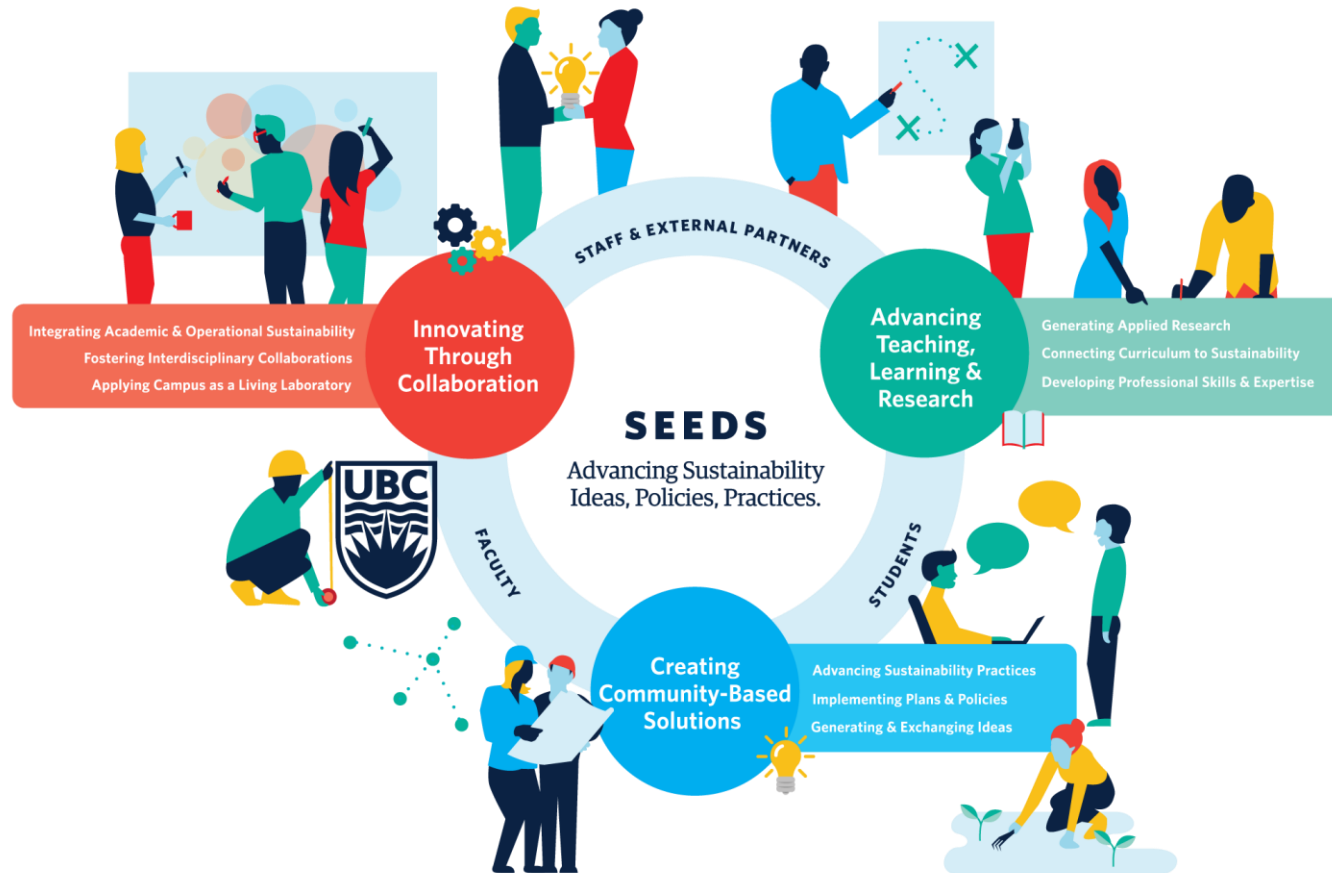 STAFF & EXTERNAL PARTNERS
Integrating Academic & Operational Sustainability
Fostering Interdisciplinary Collaborations
Applying Campus as a Living Laboratory
Innovating
Through
Collaboration
Advancing
Teaching,
Learning &
Research
Generating Applied Research
Connecting Curriculum to Sustainability
Developing Professional Skills & Expertise
SEEDS
Advancing Sustainability
Ideas, Policies, Practices.
UBC
FACULTY
STUDENTS
Creating
Community-Based
Solutions
Advancing Sustainability Practices
Implementing Plans & Policies
Generating & Exchanging Ideas